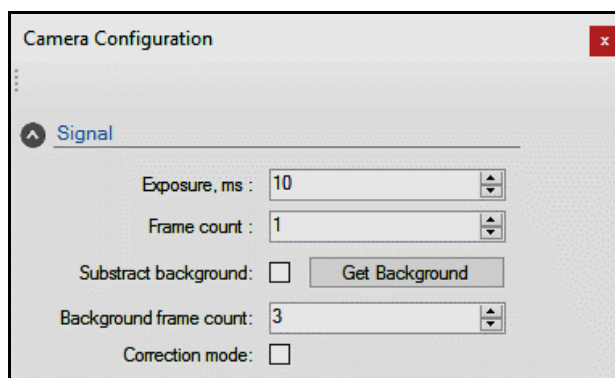 Camera Configuration
x
Signal
Exposure, ms : 10
Frame count : 1
Substract background: Get Background
Background frame count: 3
Correction mode: